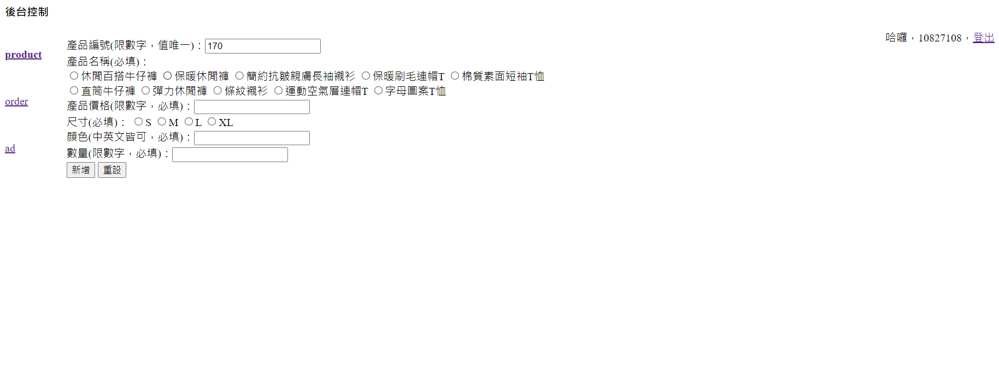 後台控制
哈囉，10827108，登出
product
order
ad
產品編號(限數字，值唯一)：170
產品名稱(必填)：
休閒百搭牛仔褲 保暖休閒褲 簡約抗皺親膚長袖襯衫 保暖刷毛連帽T 棉質素面短袖T恤
直筒牛仔褲 彈力休閒褲 條紋襯衫 運動空氣層連帽T 字母圖案T恤
產品價格(限數字，必填)：
尺寸(必填)： S M L XL
顏色(中英文皆可，必填)：
數量(限數字，必填)：
新增 重設